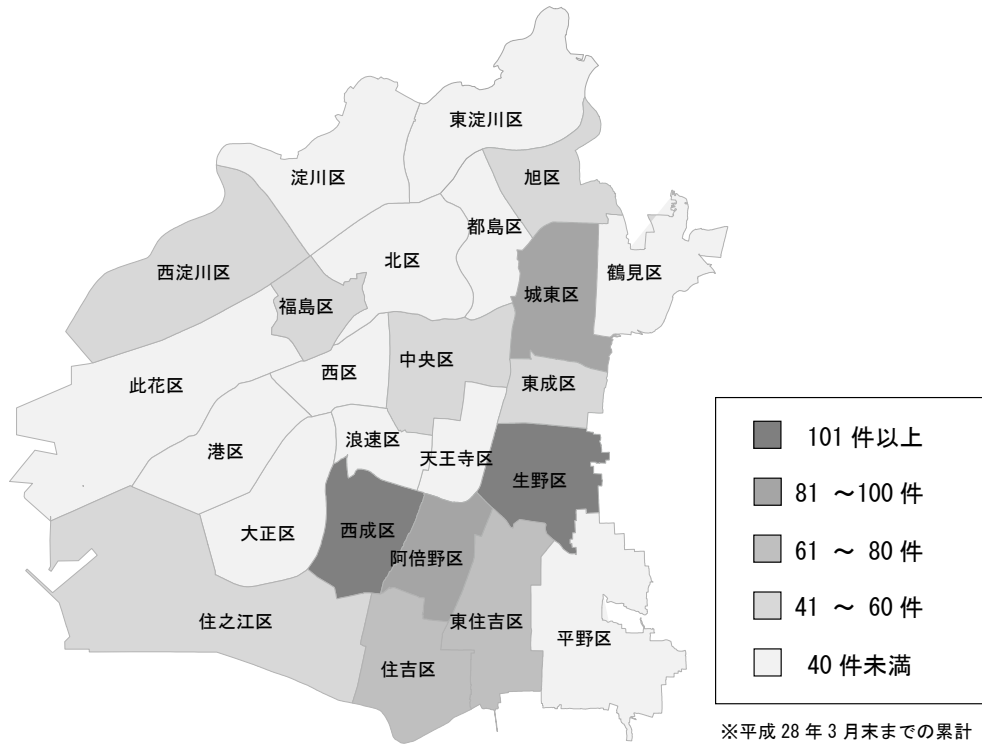 東淀川区
淀川区
旭区
都島区
北区
西淀川区
鶴見区
城東区
福島区
中央区
西区
東成区
此花区
浪速区
港区
天王寺区
生野区
西成区
大正区
阿倍野区
住之江区
東住吉区
平野区
住吉区
101 件以上
81 ～100 件
61 ～ 80 件
41 ～ 60 件
40 件未満
※平成 28 年 3 月末までの累計